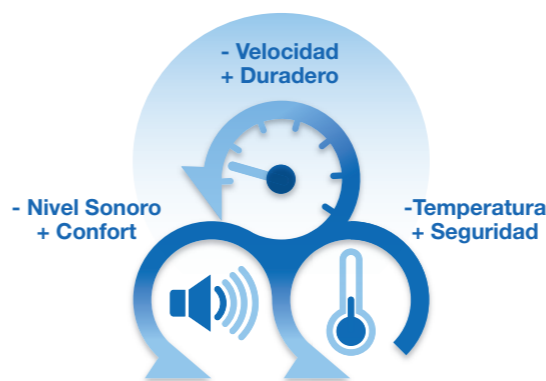 - Velocidad
+ Duradero
- Nivel Sonoro
+ Confort
-Temperatura
+ Seguridad